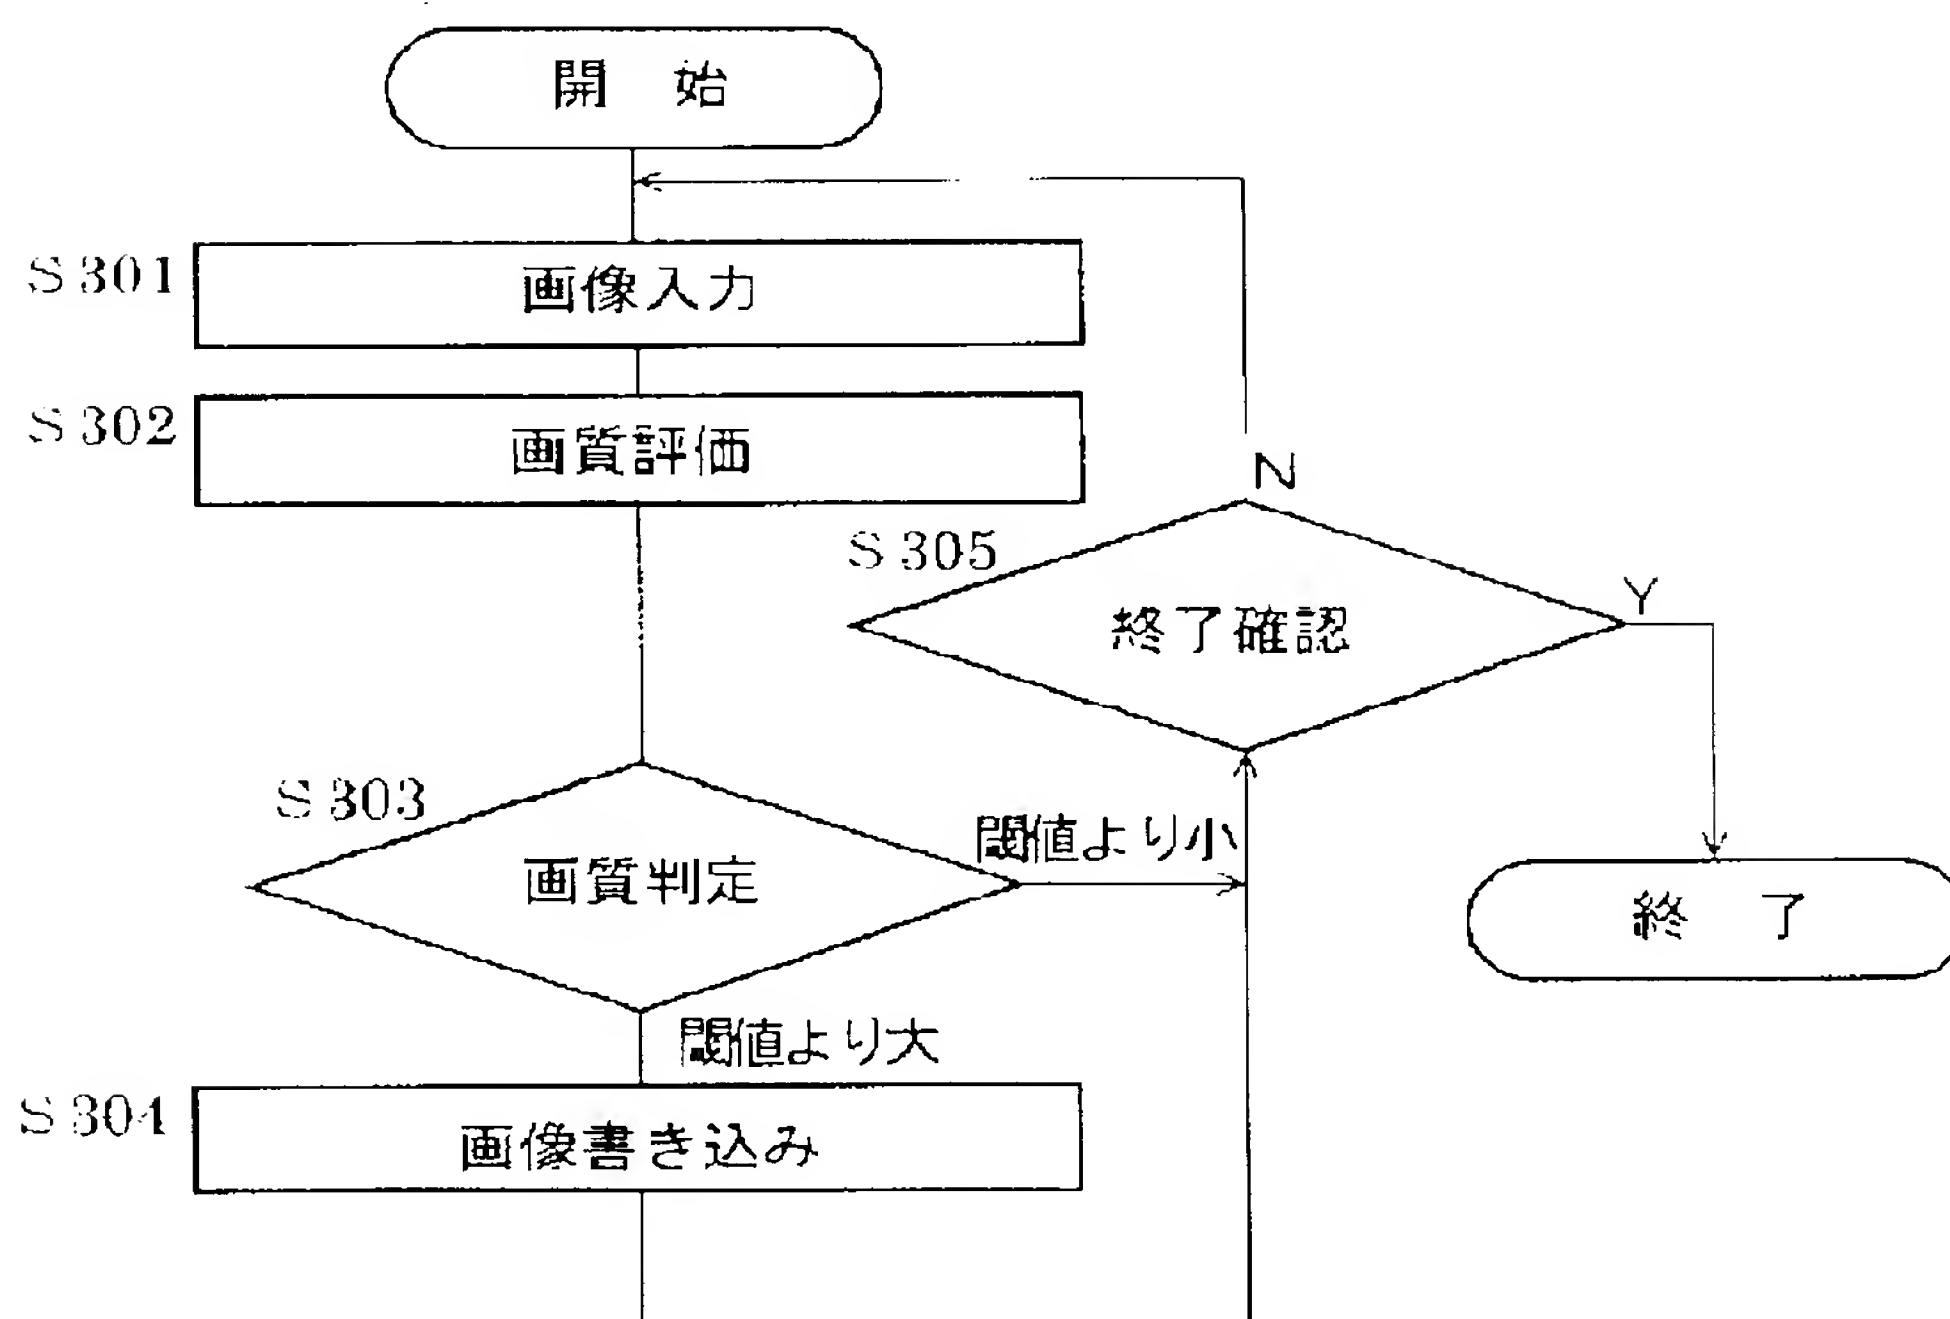 開 始
S301
画像入力
S302
画質評価
N
S305
Y
終了確認
S303
閾値より小
画質判定
終 了
閾値より大
S304
画像書き込み